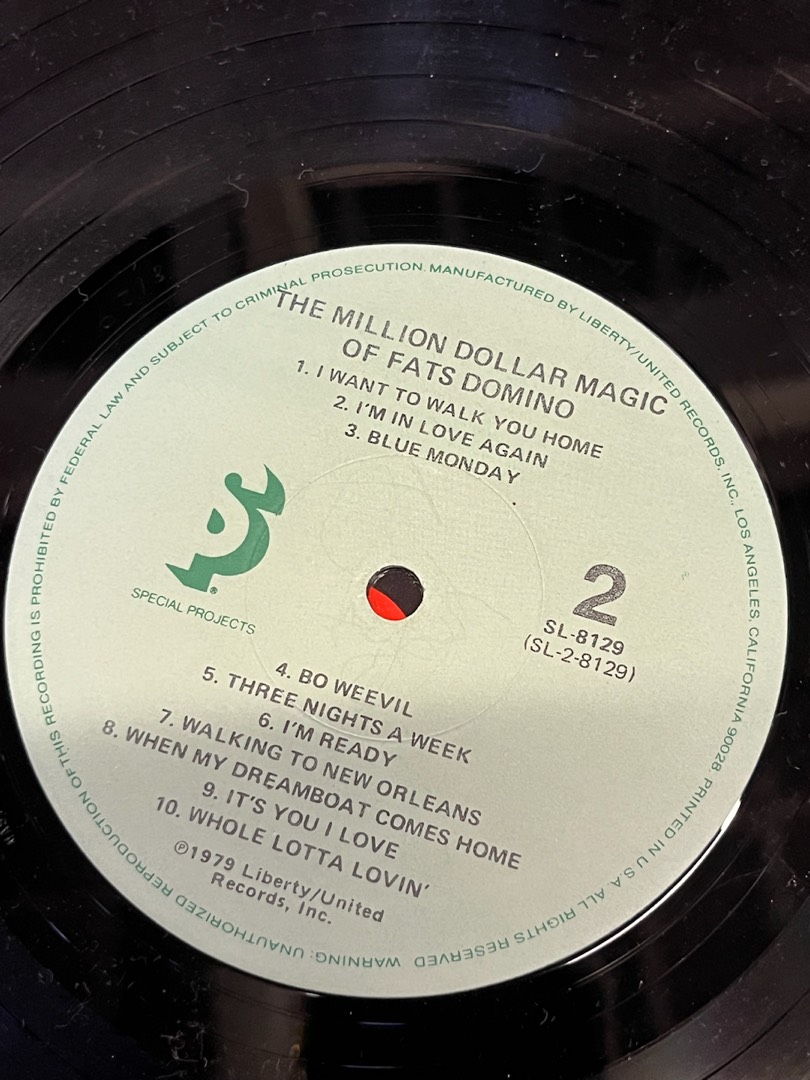 THE MILLION DOLLAR MAGIC
OF FATS DOMINO
1. I WANT TO WALK YOU HOME
2. I'M IN LOVE AGAIN
3. BLUE MONDAY
®
SPECIAL PROJECTS
2
SL-8129
(SL-2-8129)
4. BO WEEVIL
5. THREE NIGHTS A WEEK
6. I'M READY
7. WALKING TO NEW ORLEANS
8. WHEN MY DREAMBOAT COMES HOME
9. IT'S YOU I LOVE
10. WHOLE LOTTA LOVIN'
℗1979 Liberty/United
Records, Inc.
WARNING: UNAUTHORIZED REPRODUCTION OF THIS RECORDING IS PROHIBITED BY FEDERAL LAW AND SUBJECT TO CRIMINAL PROSECUTION. MANUFACTURED BY LIBERTY/UNITED RECORDS, INC., LOS ANGELES, CALIFORNIA 90028 PRINTED IN U.S.A. ALL RIGHTS RESERVED